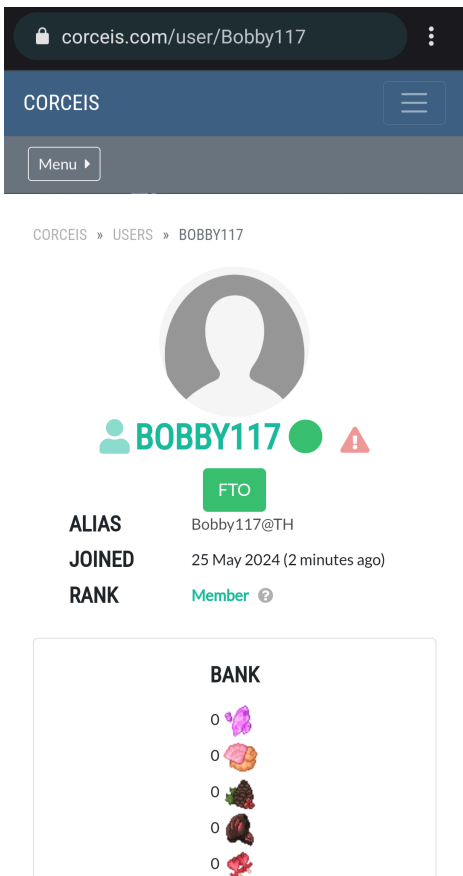 corceis.com/user/Bobby117
CORCEIS
Menu
CORCEIS » USERS » BOBBY117
BOBBY117
FTO
ALIAS Bobby117@TH
JOINED 25 May 2024 (2 minutes ago)
RANK Member ?
BANK
0
0
0
0
0